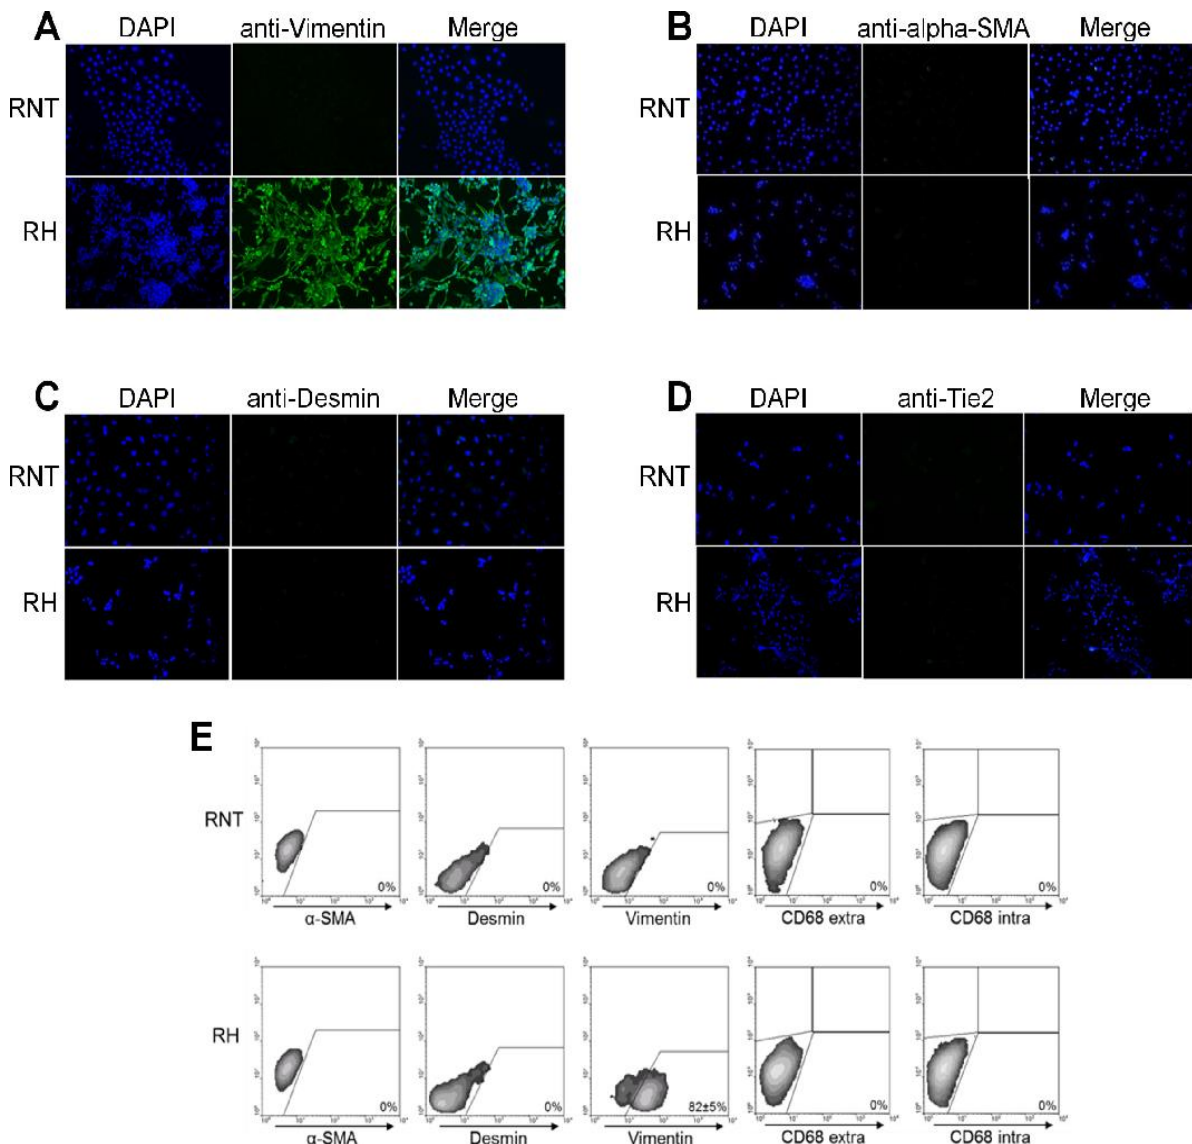 A DAPI anti-Vimentin Merge
RNT
RH
B DAPI anti-alpha-SMA Merge
RNT
RH
C DAPI anti-Desmin Merge
RNT
RH
D DAPI anti-Tie2 Merge
RNT
RH
E
RNT
0% 0% 0% 0% 0%
α-SMA Desmin Vimentin CD68 extra CD68 intra
RH
0% 0% 82±5% 0% 0%
α-SMA Desmin Vimentin CD68 extra CD68 intra